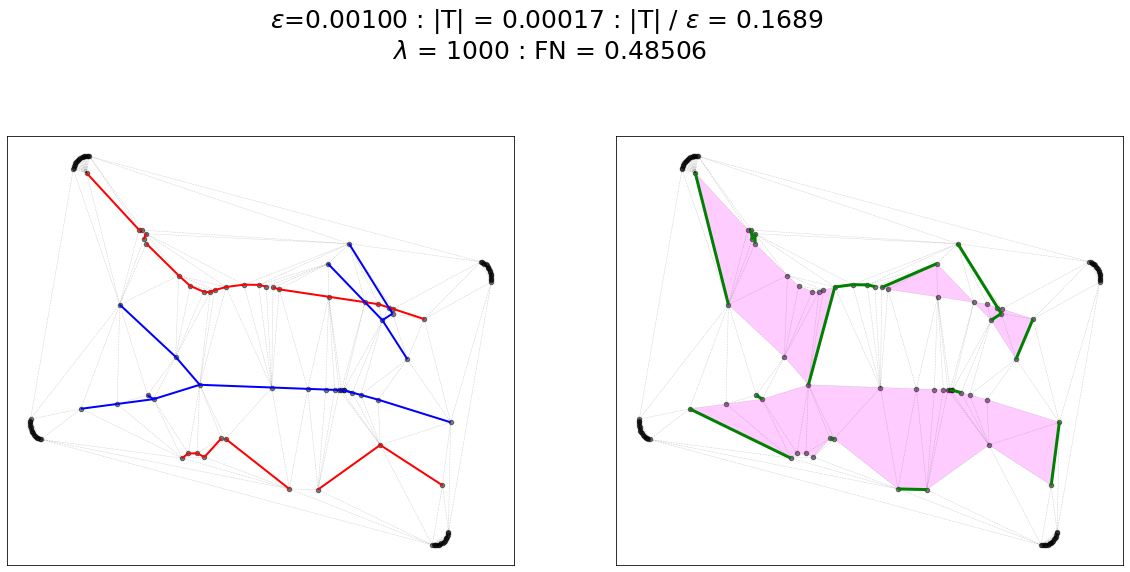 ε=0.00100 : |T| = 0.00017 : |T| / ε = 0.1689
λ = 1000 : FN = 0.48506